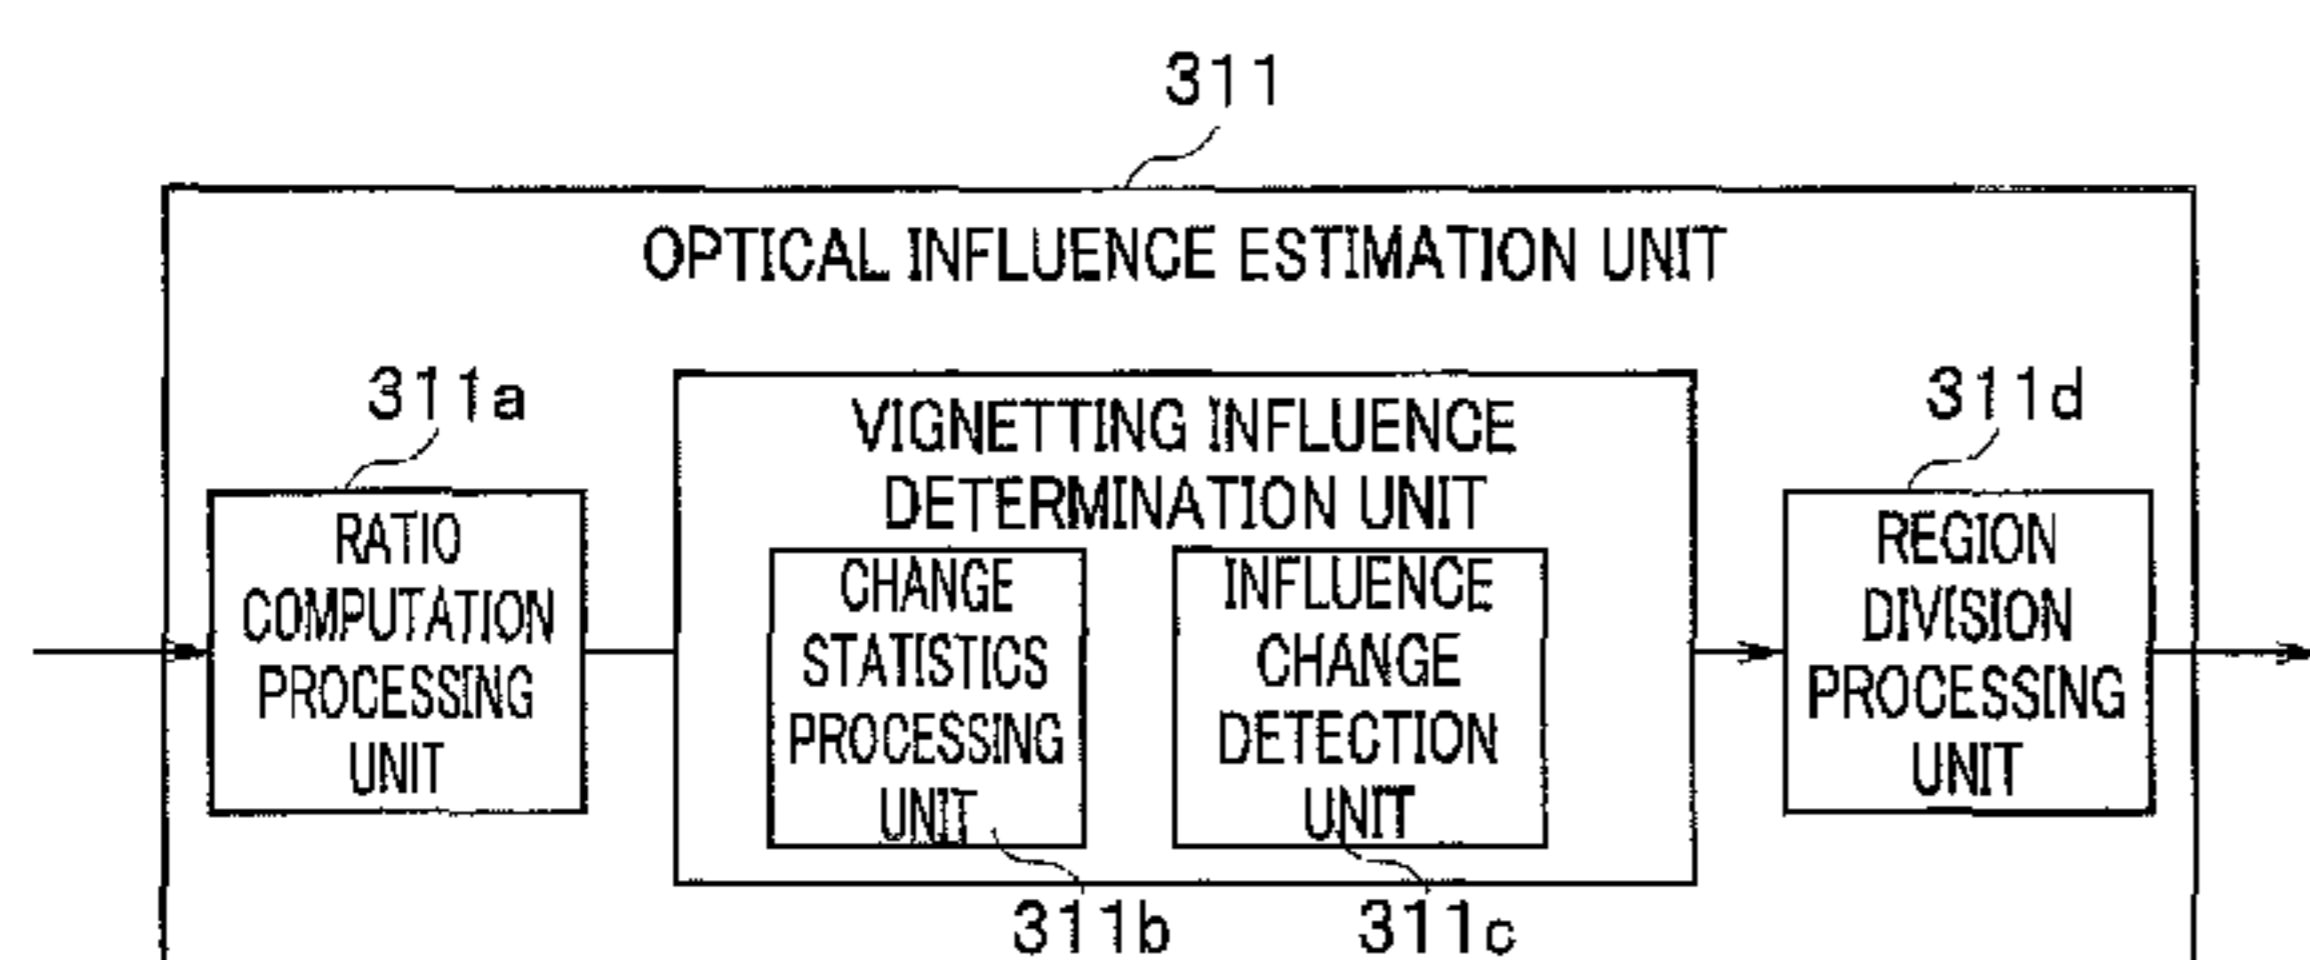 311
OPTICAL INFLUENCE ESTIMATION UNIT
311a
RATIO
COMPUTATION
PROCESSING
UNIT
VIGNETTING INFLUENCE
DETERMINATION UNIT
CHANGE
STATISTICS
PROCESSING
UNIT
311b
INFLUENCE
CHANGE
DETECTION
UNIT
311c
311d
REGION
DIVISION
PROCESSING
UNIT